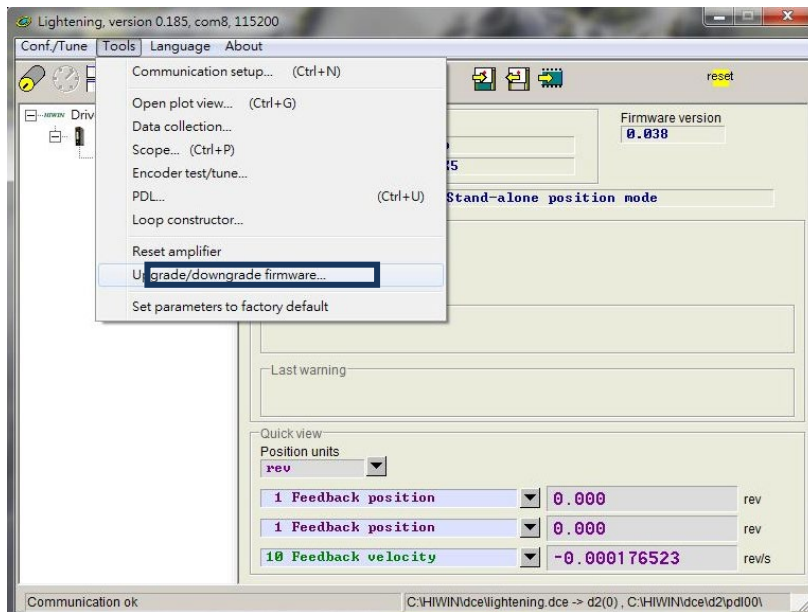 Lightening, version 0.185, com8, 115200
Conf./Tune Tools Language About
reset
Communication setup... (Ctrl+N)
Open plot view... (Ctrl+G)
Data collection...
Scope... (Ctrl+P)
Encoder test/tune...
PDL... (Ctrl+U)
Loop constructor...
Reset amplifier
Upgrade/downgrade firmware...
Set parameters to factory default
HIWIN Driv
Firmware version
0.038
5
Stand-alone position mode
Last warning
Quick view
Position units
rev
1 Feedback position 0.000 rev
1 Feedback position 0.000 rev
10 Feedback velocity -0.000176523 rev/s
Communication ok C:\HIWIN\dce\lightening.dce -> d2(0) , C:\HIWIN\dce\d2\pdl00\